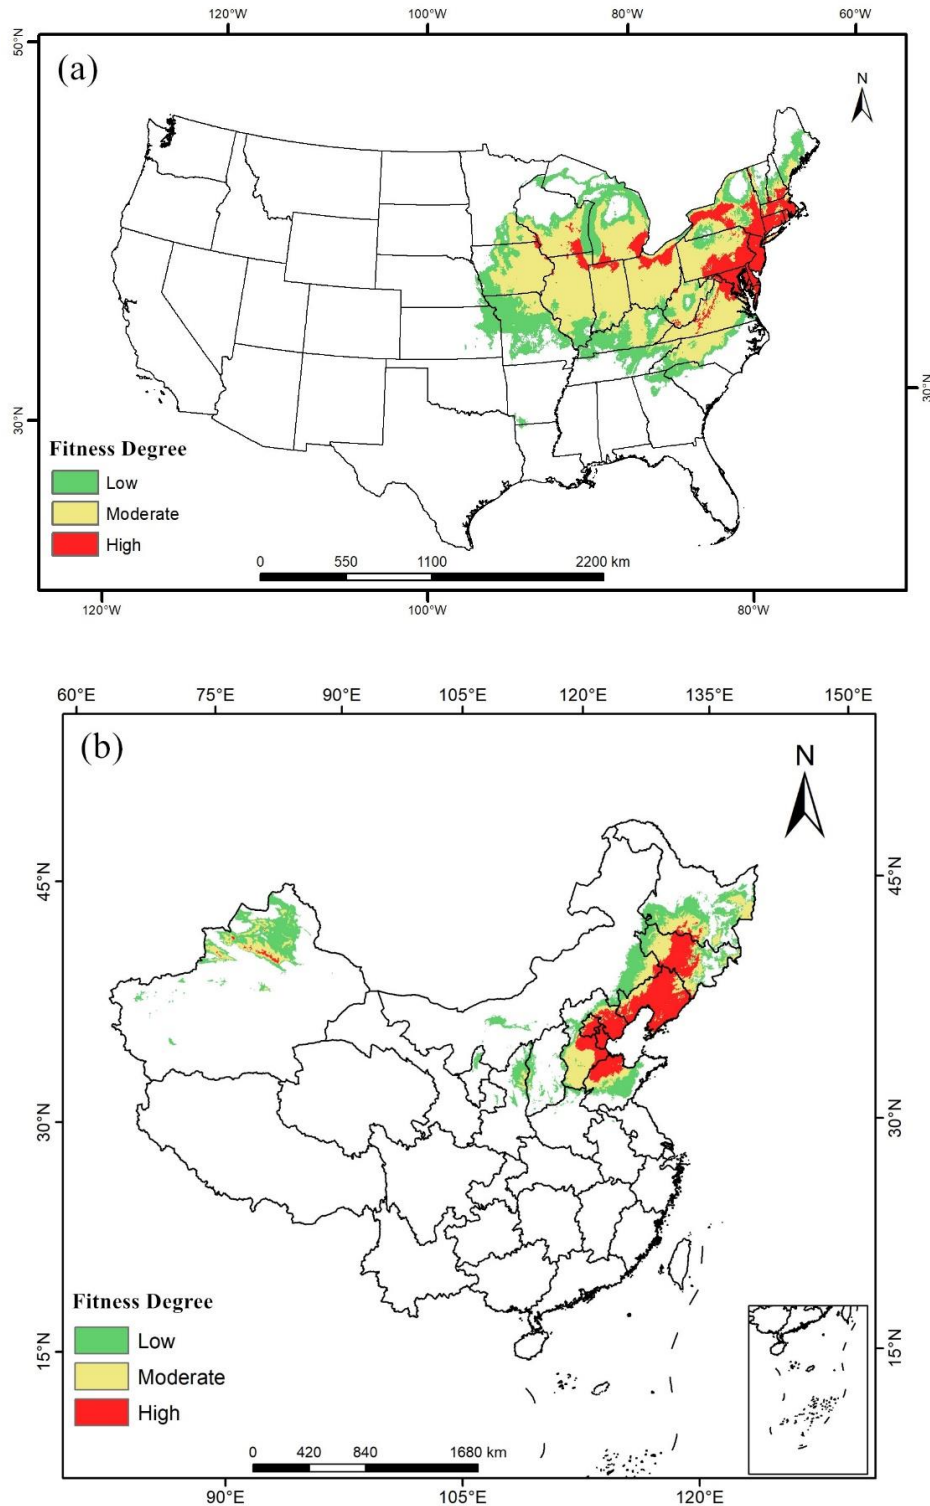 120°W 100°W 80°W 60°W
50°N
(a)
N
30°N
30°N
Fitness Degree
Low
Moderate
High
0 550 1100 2200 km
120°W 100°W 80°W
60°E 75°E 90°E 105°E 120°E 135°E 150°E
(b)
N
45°N
45°N
30°N
30°N
Fitness Degree
Low
Moderate
High
15°N
15°N
0 420 840 1680 km
90°E 105°E 120°E